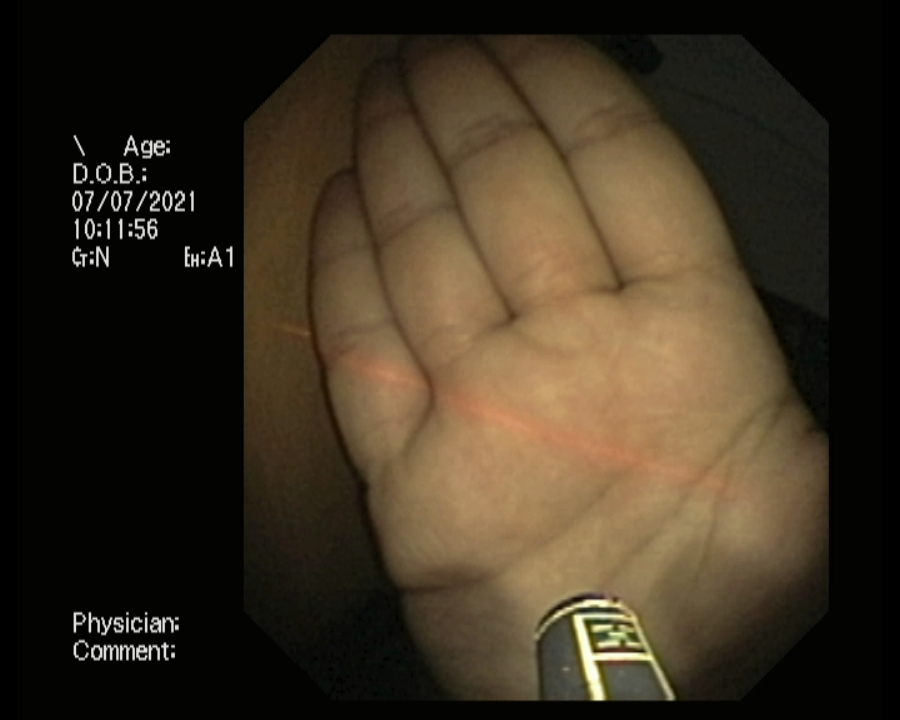 \ Age:
D.O.B.:
07/07/2021
10:11:56
Cr:N EH:A1
Physician:
Comment: